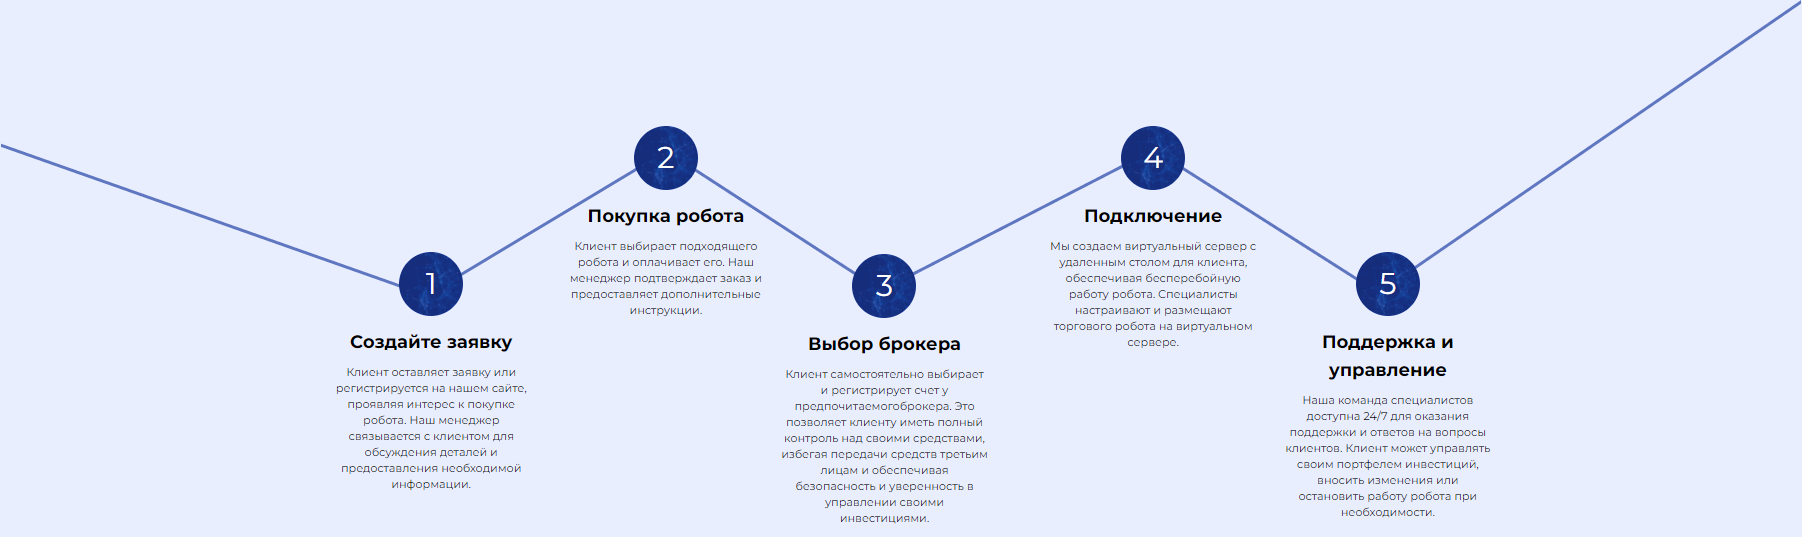 1
Создайте заявку
Клиент оставляет заявку или
регистрируется на нашем сайте,
проявляя интерес к покупке
робота. Наш менеджер
связывается с клиентом для
обсуждения деталей и
предоставления необходимой
информации.
2
Покупка робота
Клиент выбирает подходящего
робота и оплачивает его. Наш
менеджер подтверждает заказ и
предоставляет дополнительные
инструкции.
3
Выбор брокера
Клиент самостоятельно выбирает
и регистрирует счет у
предпочитаемогоброкера. Это
позволяет клиенту иметь полный
контроль над своими средствами,
избегая передачи средств третьим
лицам и обеспечивая
безопасность и уверенность в
управлении своими
инвестициями.
4
Подключение
Мы создаем виртуальный сервер с
удаленным столом для клиента,
обеспечивая бесперебойную
работу робота. Специалисты
настраивают и размещают
торгового робота на виртуальном
сервере.
5
Поддержка и
управление
Наша команда специалистов
доступна 24/7 для оказания
поддержки и ответов на вопросы
клиентов. Клиент может управлять
своим портфелем инвестиций,
вносить изменения или
остановить работу робота при
необходимости.